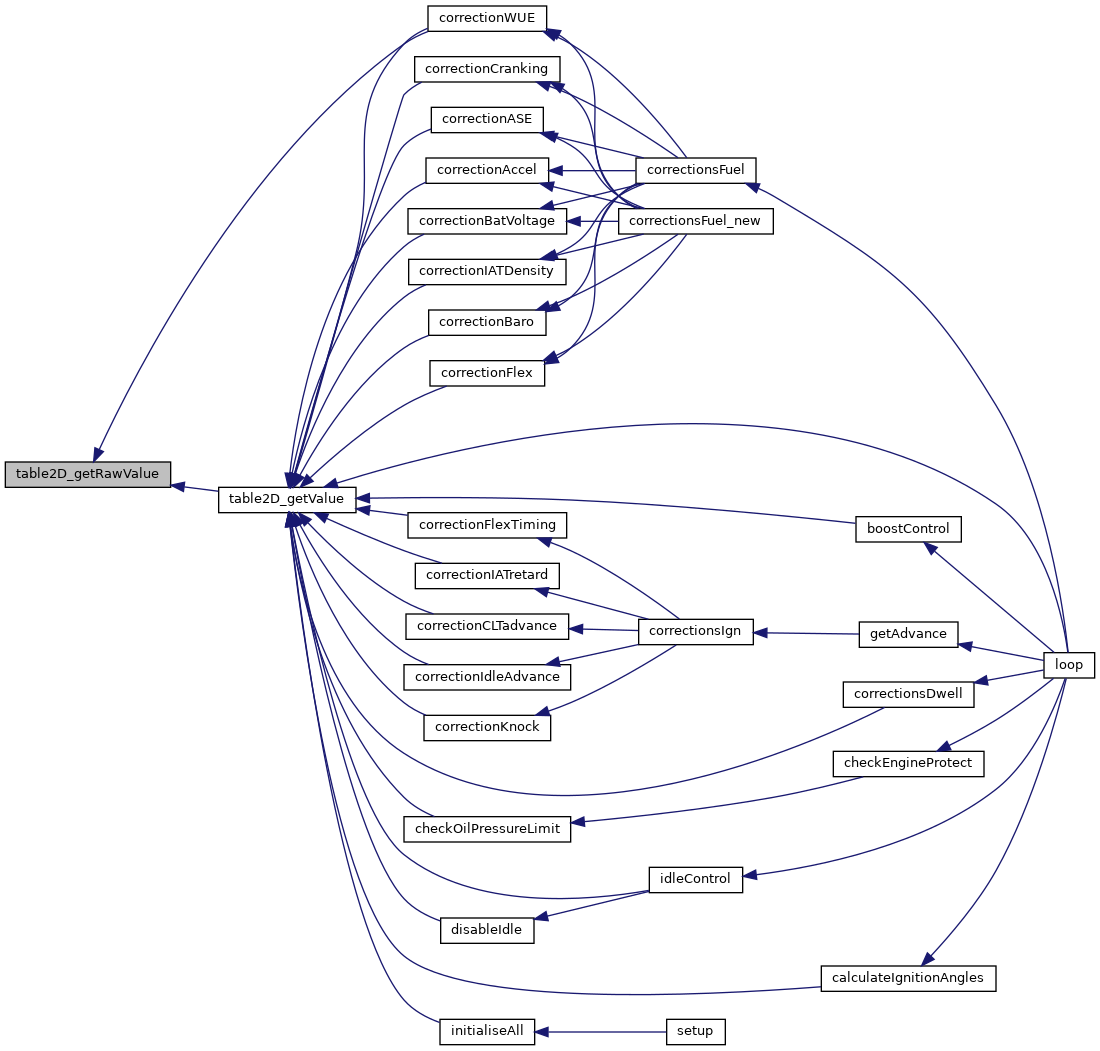 correctionWUE
correctionCranking
correctionASE
correctionAccel
correctionsFuel
correctionBatVoltage
correctionsFuel_new
correctionIATDensity
correctionBaro
correctionFlex
table2D_getRawValue
table2D_getValue
correctionFlexTiming
boostControl
correctionIATretard
correctionCLTadvance
correctionsIgn
getAdvance
loop
correctionIdleAdvance
correctionsDwell
correctionKnock
checkEngineProtect
checkOilPressureLimit
idleControl
disableIdle
calculateIgnitionAngles
initialiseAll
setup